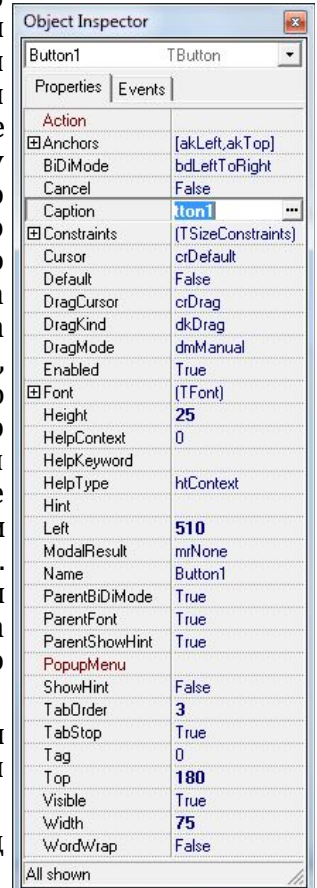 Object Inspector
Button1 TButton
Properties Events
Action
Anchors [akLeft,akTop]
BiDiMode bdLeftToRight
Cancel False
Caption tton1 ...
Constraints (TSizeConstraints)
Cursor crDefault
Default False
DragCursor crDrag
DragKind dkDrag
DragMode dmManual
Enabled True
Font (TFont)
Height 25
HelpContext 0
HelpKeyword
HelpType htContext
Hint
Left 510
ModalResult mrNone
Name Button1
ParentBiDiMode True
ParentFont True
ParentShowHint True
PopupMenu
ShowHint False
TabOrder 3
TabStop True
Tag 0
Top 180
Visible True
Width 75
WordWrap False
All shown